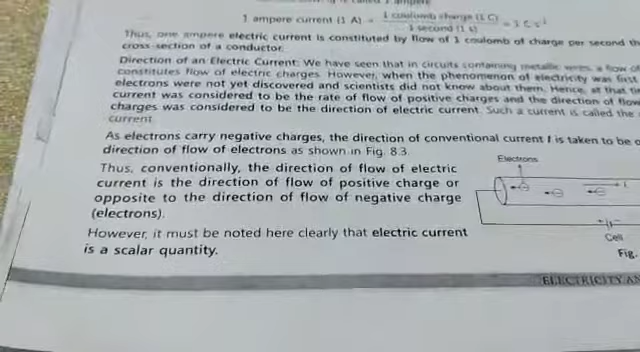 1 ampere current (1 A) = 1 coulomb charge (1 C) / 1 second (1 s) = 1 C s⁻¹
Thus, one ampere electric current is constituted by flow of 1 coulomb of charge per second
cross-section of a conductor.
Direction of an Electric Current: We have seen that in circuits containing metallic wires, a flow of
constitutes flow of electric charges. However, when the phenomenon of electricity was first
electrons were not yet discovered and scientists did not know about them. Hence, at that
current was considered to be the rate of flow of positive charges and the direction of flow
charges was considered to be the direction of electric current. Such a current is called the
current.
As electrons carry negative charges, the direction of conventional current I is taken to be
direction of flow of electrons as shown in Fig. 8.3.
Thus, conventionally, the direction of flow of electric
current is the direction of flow of positive charge or
opposite to the direction of flow of negative charge
(electrons).
However, it must be noted here clearly that electric current
is a scalar quantity.
Electrons
I
Cell
Fig.
ELECTRICITY